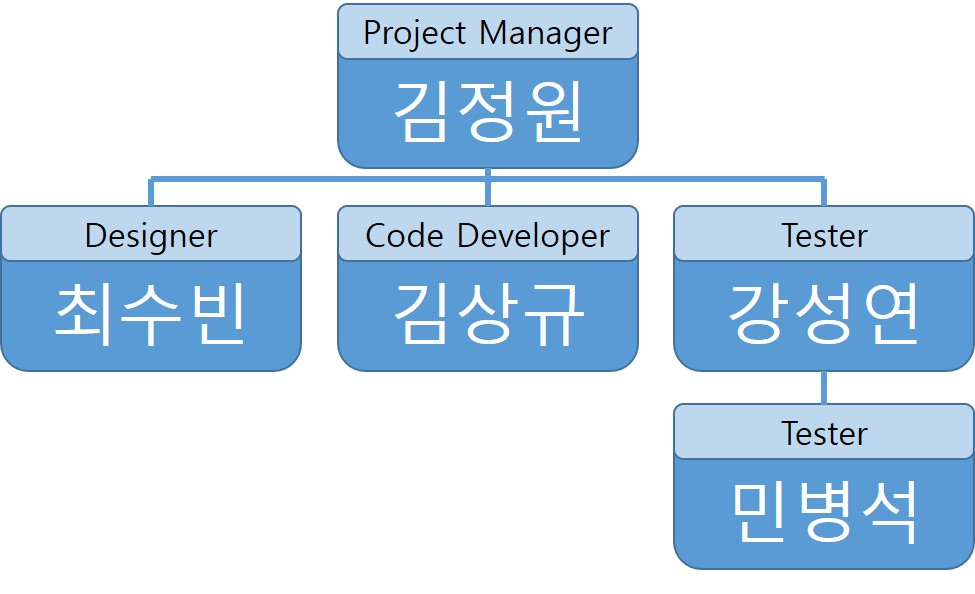 Project Manager
김정원
Designer
최수빈
Code Developer
김상규
Tester
강성연
Tester
민병석